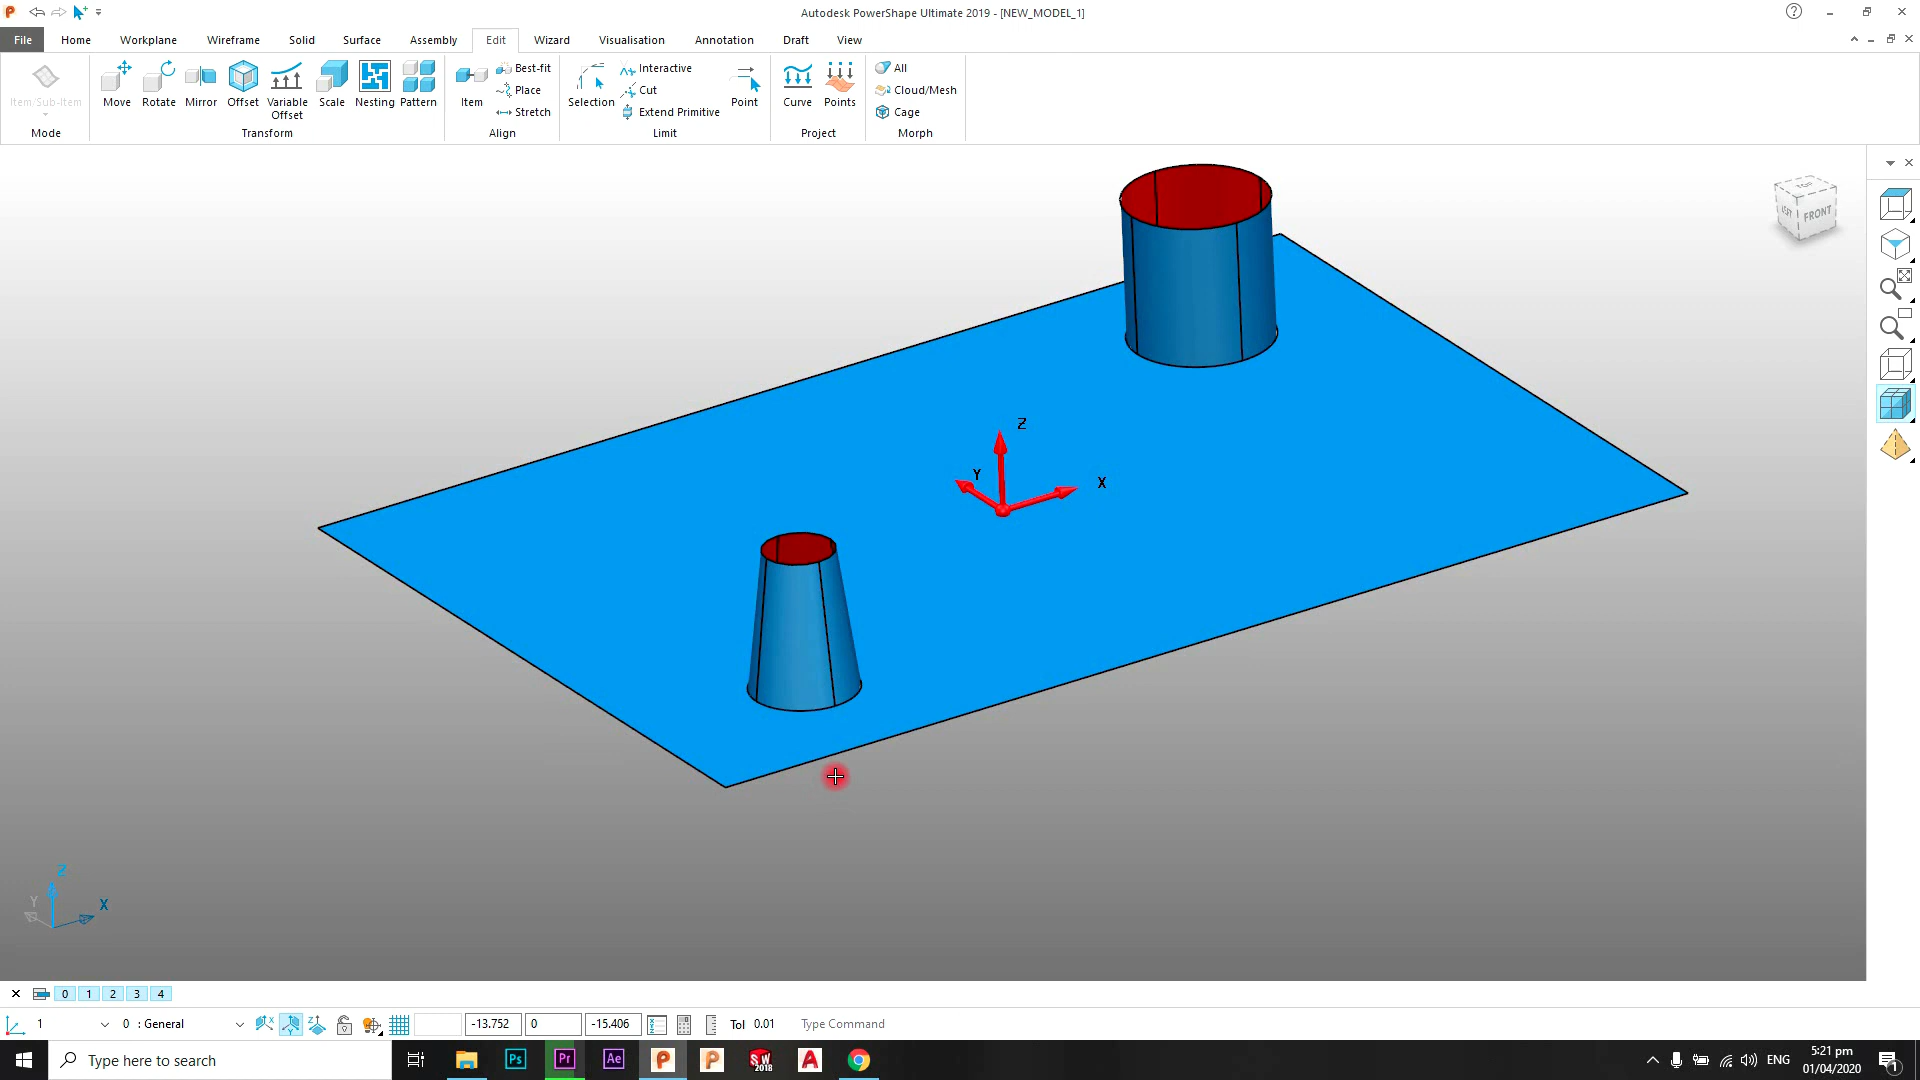 Autodesk PowerShape Ultimate 2019 - [NEW_MODEL_1]
File Home Workplane Wireframe Solid Surface Assembly Edit Wizard Visualisation Annotation Draft View
Item/Sub-Item
Mode
Move Rotate Mirror Offset Variable Offset Scale Nesting Pattern
Transform
Item Best-fit Place Stretch
Align
Selection Interactive Cut Extend Primitive Point
Limit
Curve Points
Project
All
Cloud/Mesh
Cage
Morph
TOP
FRONT
Z
Y
X
Z
Y
X
0 1 2 3 4
1 0 : General -13.752 0 -15.406 Tol 0.01 Type Command
Type here to search
Ps Pr Ae
SW 2018
ENG
5:21 pm
01/04/2020
1